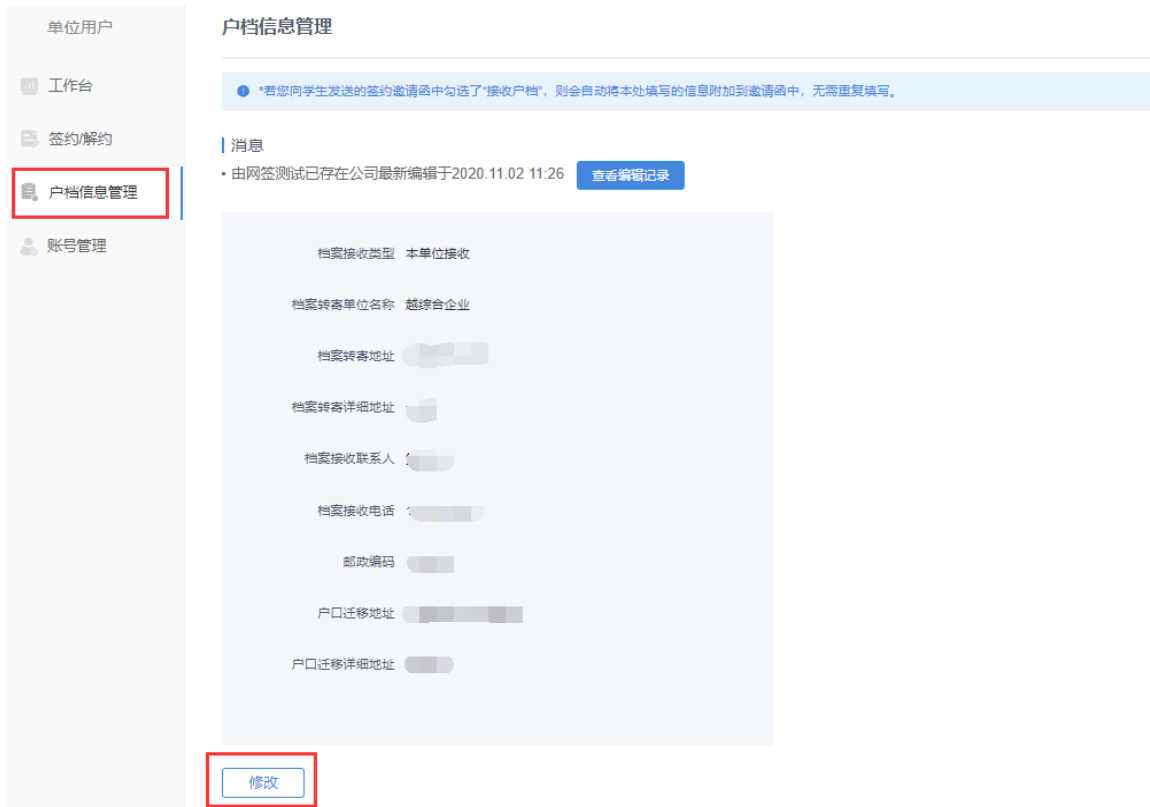 单位用户
工作台
签约/解约
户档信息管理
账号管理
户档信息管理
*若您向学生发送的签约邀请函中勾选了“接收户档”，则会自动将本处填写的信息附加到邀请函中，无需重复填写。
消息
• 由网签测试已存在公司最新编辑于2020.11.02 11:26 查看编辑记录
档案接收类型 本单位接收
档案转寄单位名称 越综合企业
档案转寄地址
档案转寄详细地址
档案接收联系人
档案接收电话
邮政编码
户口迁移地址
户口迁移详细地址
修改